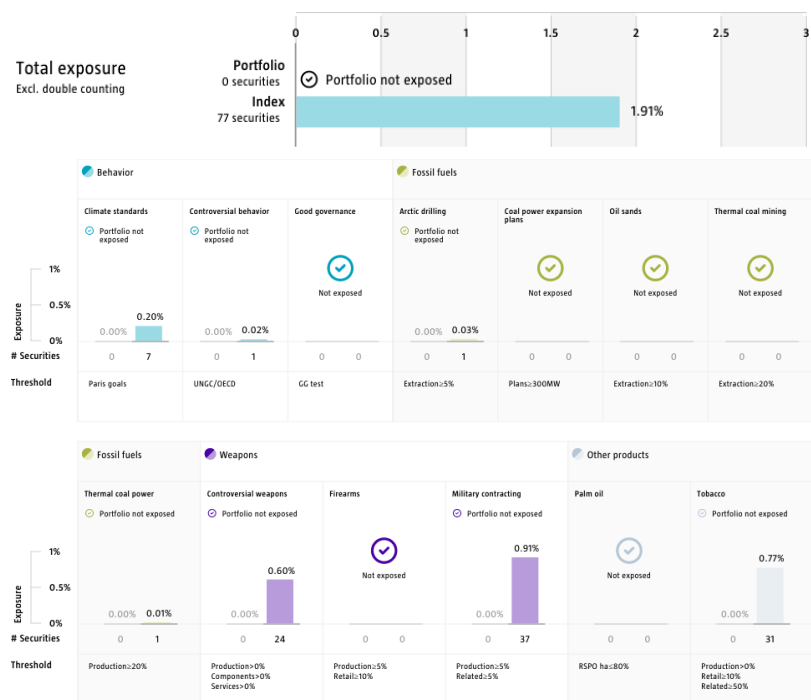 0 0.5 1 1.5 2 2.5 3
Total exposure
Excl. double counting
Portfolio
0 securities
Portfolio not exposed
Index
77 securities
1.91%
Behavior
Fossil fuels
Climate standards
Controversial behavior
Good governance
Arctic drilling
Coal power expansion
plans
Oil sands
Thermal coal mining
Portfolio not
exposed
Portfolio not
exposed
Portfolio not
exposed
Not exposed
Not exposed
Not exposed
Not exposed
Exposure
1%
0.5%
0%
0.00% 0.20%
0.00% 0.02%
0.00% 0.03%
# Securities 0 7 0 1 0 0 0 1 0 0 0 0 0 0
Threshold Paris goals UNGC/OECD GG test Extraction≥5% Plans≥300MW Extraction≥10% Extraction≥20%
Fossil fuels
Weapons
Other products
Thermal coal power
Controversial weapons
Firearms
Military contracting
Palm oil
Tobacco
Portfolio not exposed
Portfolio not exposed
Portfolio not exposed
Portfolio not exposed
Not exposed
Not exposed
Exposure
1%
0.5%
0%
0.00% 0.01%
0.00% 0.60%
0.00% 0.91%
0.00% 0.77%
# Securities 0 1 0 24 0 0 0 37 0 0 0 31
Threshold Production≥20% Production>0% Production≥5% Production≥5% RSPO ha≤80% Production>0%
Components>0% Retail≥10% Related≥5% Retail≥10%
Services>0% Related≥50%